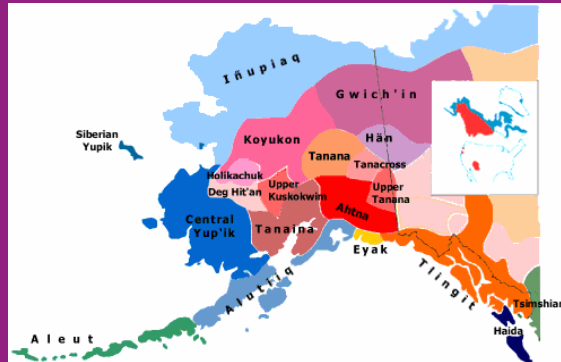 Iñupiaq
Gwich'in
Siberian
Yupik
Koyukon
Hän
Tanana
Tanacross
Holikachuk
Deg Hit'an
Upper
Kuskokwim
Upper
Tanana
Ahtna
Central
Yup'ik
Tanaina
Eyak
Alutiiq
Tlingit
Tsimshian
Haida
Aleut